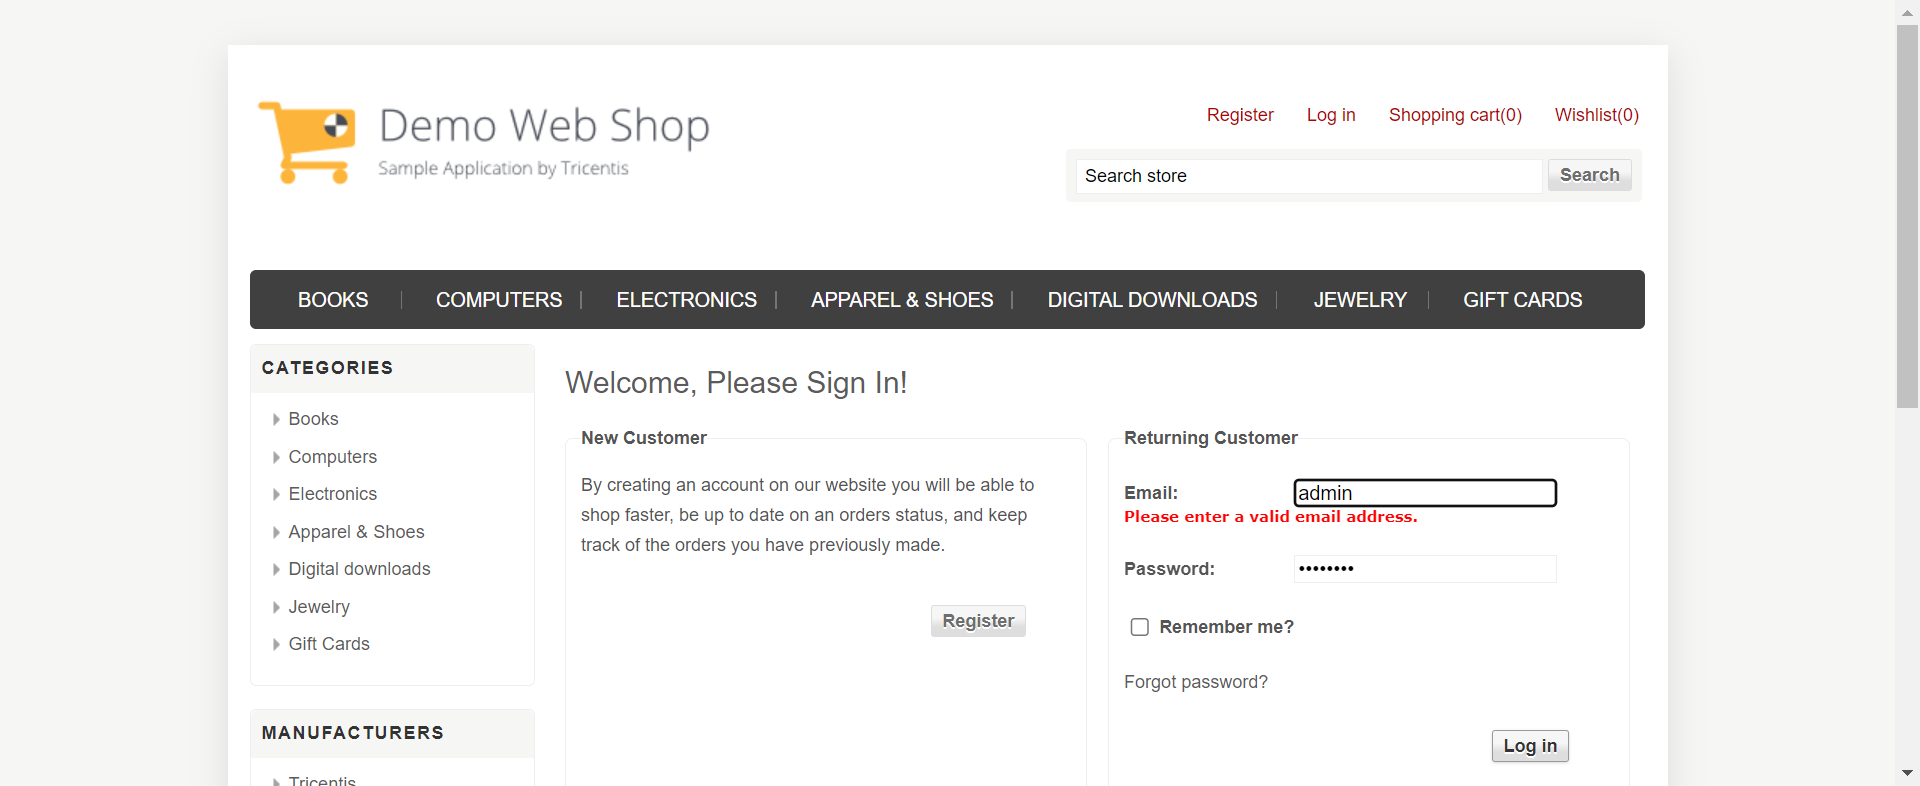 Demo Web Shop
Sample Application by Tricentis
Register Log in Shopping cart(0) Wishlist(0)
Search store Search
BOOKS COMPUTERS ELECTRONICS APPAREL & SHOES DIGITAL DOWNLOADS JEWELRY GIFT CARDS
CATEGORIES
Books
Computers
Electronics
Apparel & Shoes
Digital downloads
Jewelry
Gift Cards
MANUFACTURERS
Tricentis
Welcome, Please Sign In!
New Customer
By creating an account on our website you will be able to
shop faster, be up to date on an orders status, and keep
track of the orders you have previously made.
Register
Returning Customer
Email: admin
Please enter a valid email address.
Password: ••••••••
Remember me?
Forgot password?
Log in